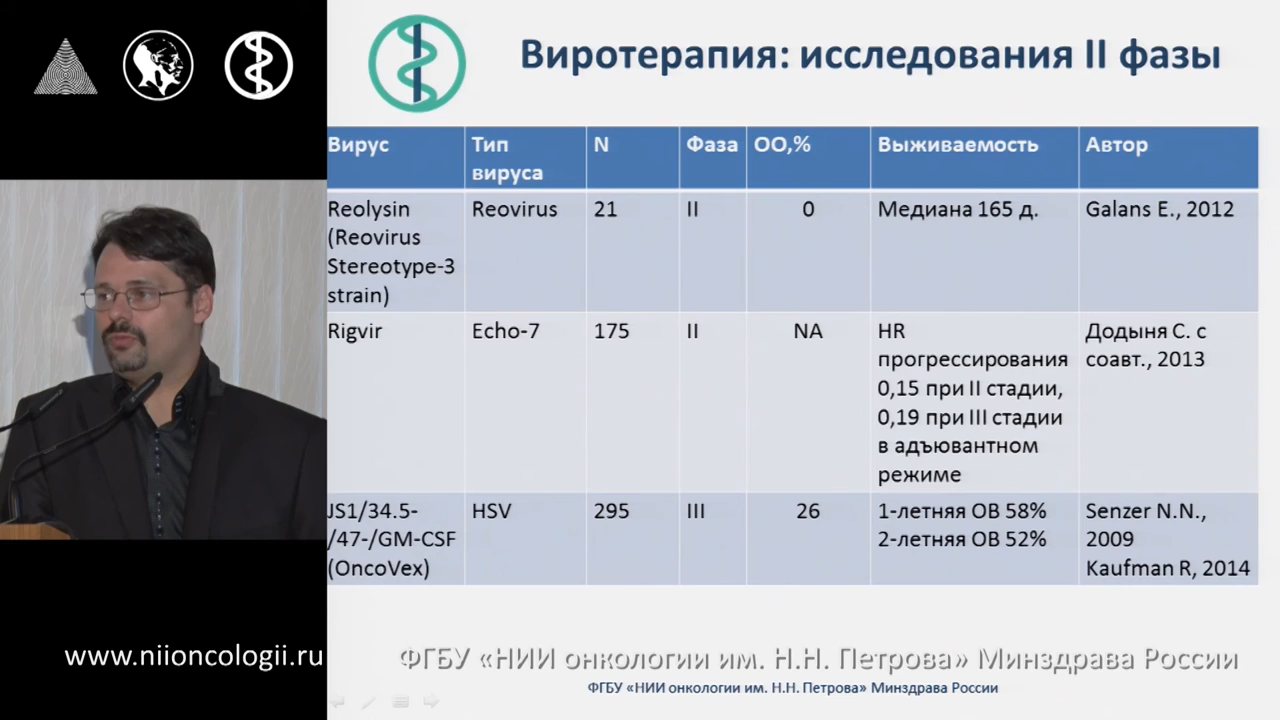 Виротерапия: исследования II фазы
Вирус
Тип
вируса
N
Фаза
ОО,%
Выживаемость
Автор
Reolysin
(Reovirus
Stereotype-3
strain)
Reovirus
21
II
0
Медиана 165 д.
Galans E., 2012
Rigvir
Echo-7
175
II
NA
HR
прогрессирования
0,15 при II стадии,
0,19 при III стадии
в адъювантном
режиме
Додыня С. с
соавт., 2013
JS1/34.5-
/47-/GM-CSF
(OncoVex)
HSV
295
III
26
1-летняя ОВ 58%
2-летняя ОВ 52%
Senzer N.N.,
2009
Kaufman R, 2014
www.niioncologii.ru
ФГБУ «НИИ онкологии им. Н.Н. Петрова» Минздрава России
ФГБУ «НИИ онкологии им. Н.Н. Петрова» Минздрава России